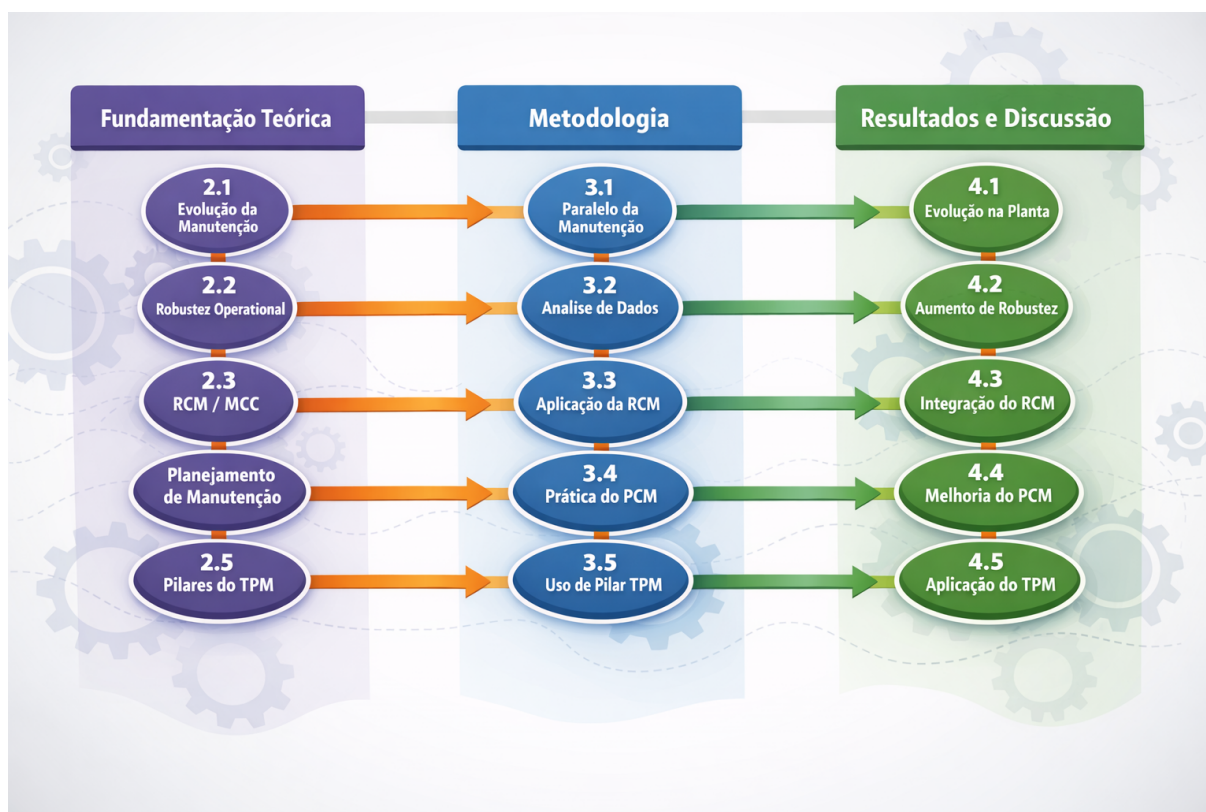 Fundamentação Teórica
Metodologia
Resultados e Discussão
2.1
Evolução da
Manutenção
3.1
Paralelo da
Manutenção
4.1
Evolução na Planta
2.2
Robustez Operational
3.2
Analise de Dados
4.2
Aumento de Robustez
2.3
RCM / MCC
3.3
Aplicação da RCM
4.3
Integração do RCM
Planejamento
de Manutenção
3.4
Prática do PCM
4.4
Melhoria do PCM
2.5
Pilares do TPM
3.5
Uso de Pilar TPM
4.5
Aplicação do TPM